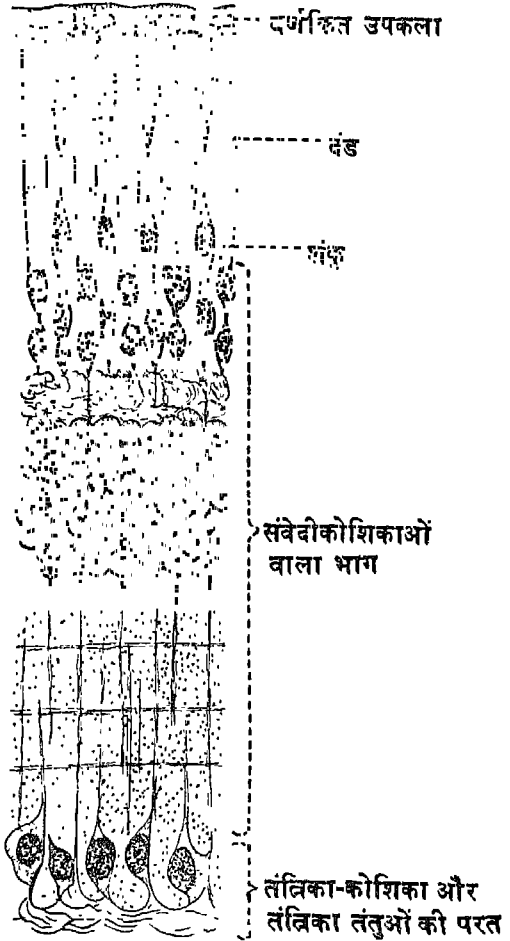 वर्णकित उपकला
दंड
शंकु
संवेदीकोशिकाओं
वाला भाग
तंत्रिका-कोशिका और
तंत्रिका तंतुओं की परत